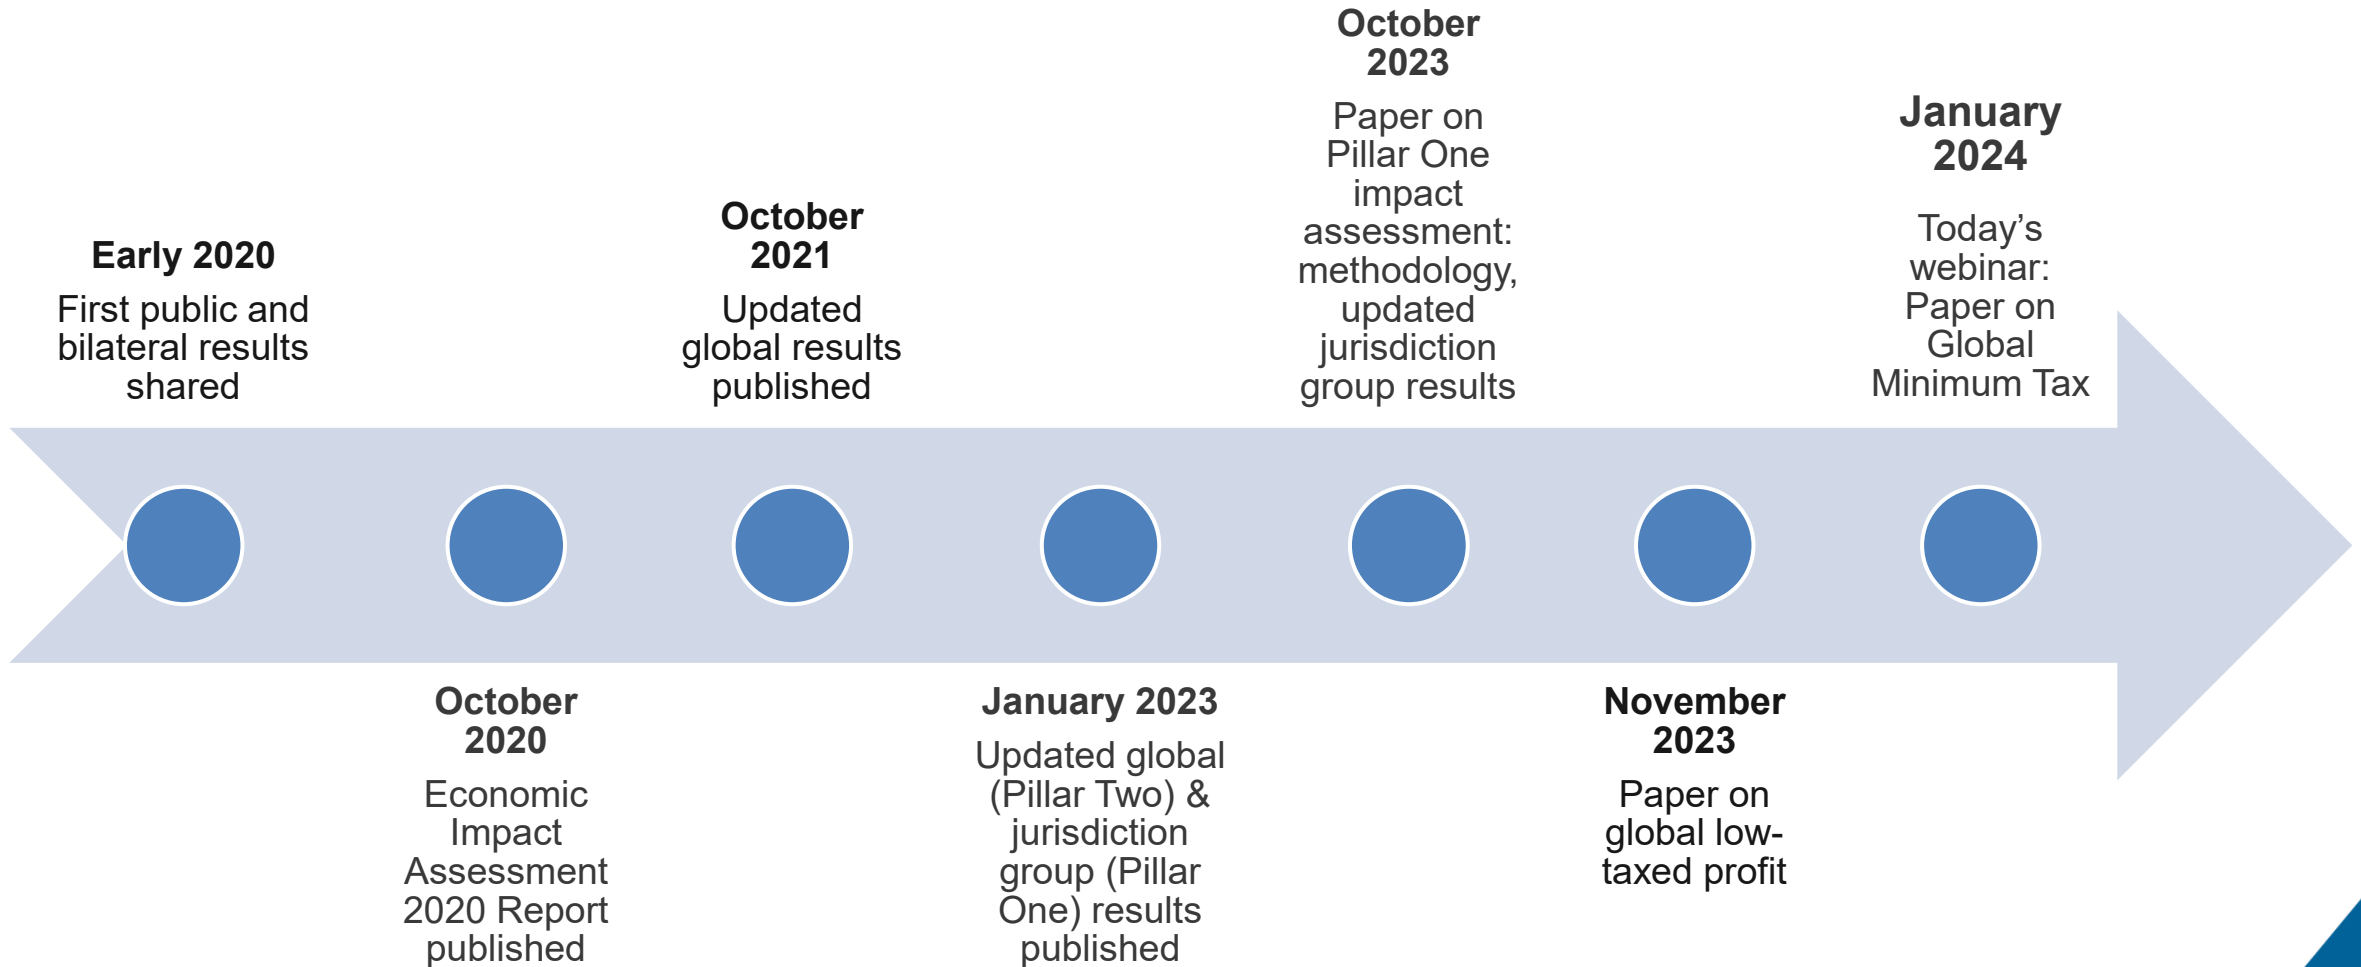 Early 2020
First public and
bilateral results
shared
October
2020
Economic
Impact
Assessment
2020 Report
published
October
2021
Updated
global results
published
January 2023
Updated global
(Pillar Two) &
jurisdiction
group (Pillar
One) results
published
October
2023
Paper on
Pillar One
impact
assessment:
methodology,
updated
jurisdiction
group results
November
2023
Paper on
global low-
taxed profit
January
2024
Today’s
webinar:
Paper on
Global
Minimum Tax